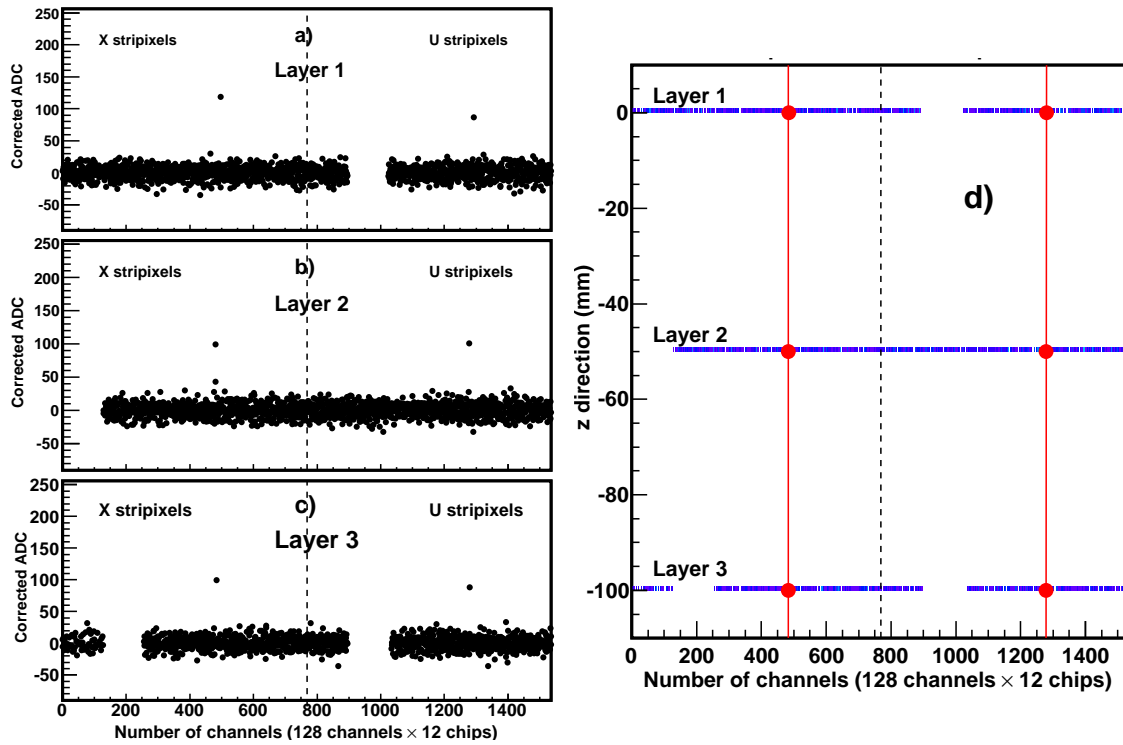 250
200
150
100
50
0
-50
Corrected ADC
X stripixels
a)
U stripixels
Layer 1
250
200
150
100
50
0
-50
Corrected ADC
X stripixels
b)
U stripixels
Layer 2
250
200
150
100
50
0
-50
Corrected ADC
X stripixels
c)
U stripixels
Layer 3
0 200 400 600 800 1000 1200 1400
Number of channels (128 channels × 12 chips)
0
-20
-40
-60
-80
-100
z direction (mm)
Layer 1
d)
Layer 2
Layer 3
0 200 400 600 800 1000 1200 1400
Number of channels (128 channels × 12 chips)